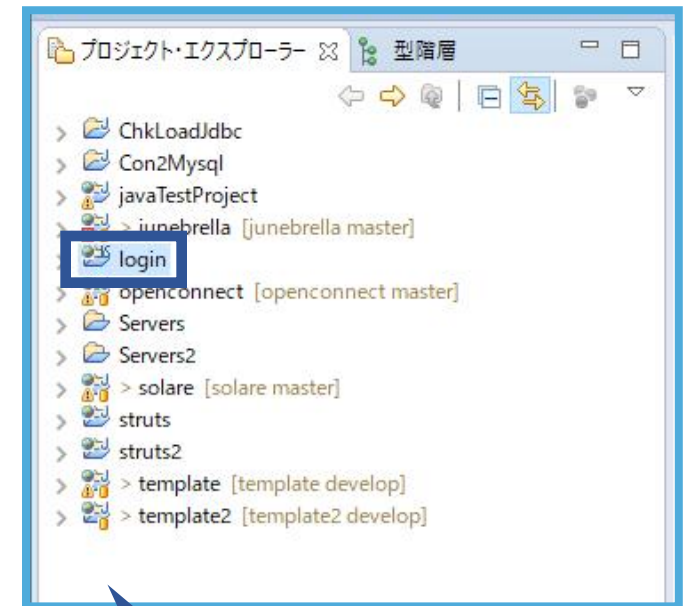 プロジェクト・エクスプローラー 型階層
ChkLoadJdbc
Con2Mysql
javaTestProject
> junebrella [junebrella master]
login
openconnect [openconnect master]
Servers
Servers2
> solare [solare master]
struts
struts2
> template [template develop]
> template2 [template2 develop]